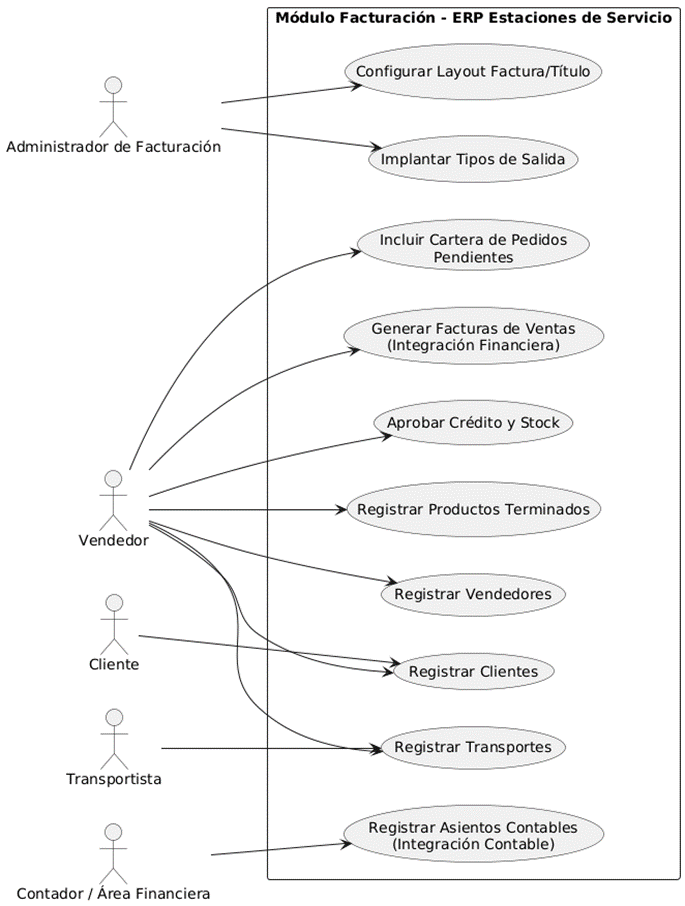 Módulo Facturación - ERP Estaciones de Servicio
Configurar Layout Factura/Título
Administrador de Facturación
Implantar Tipos de Salida
Incluir Cartera de Pedidos
Pendientes
Generar Facturas de Ventas
(Integración Financiera)
Aprobar Crédito y Stock
Registrar Productos Terminados
Vendedor
Registrar Vendedores
Cliente
Registrar Clientes
Registrar Transportes
Transportista
Registrar Asientos Contables
(Integración Contable)
Contador / Área Financiera